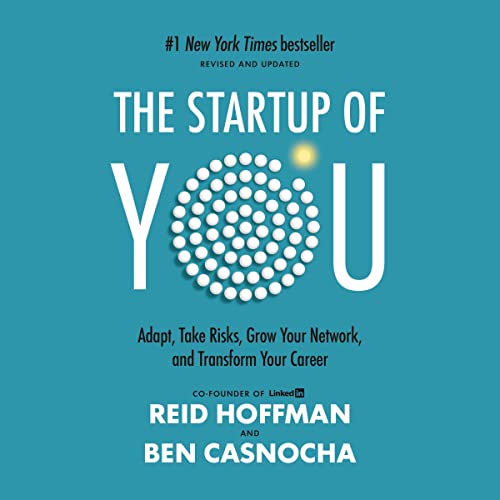 #1 New York Times bestseller
REVISED AND UPDATED
THE STARTUP OF
YOU
Adapt, Take Risks, Grow Your Network,
and Transform Your Career
CO-FOUNDER OF LinkedIn
REID HOFFMAN
AND
BEN CASNOCHA